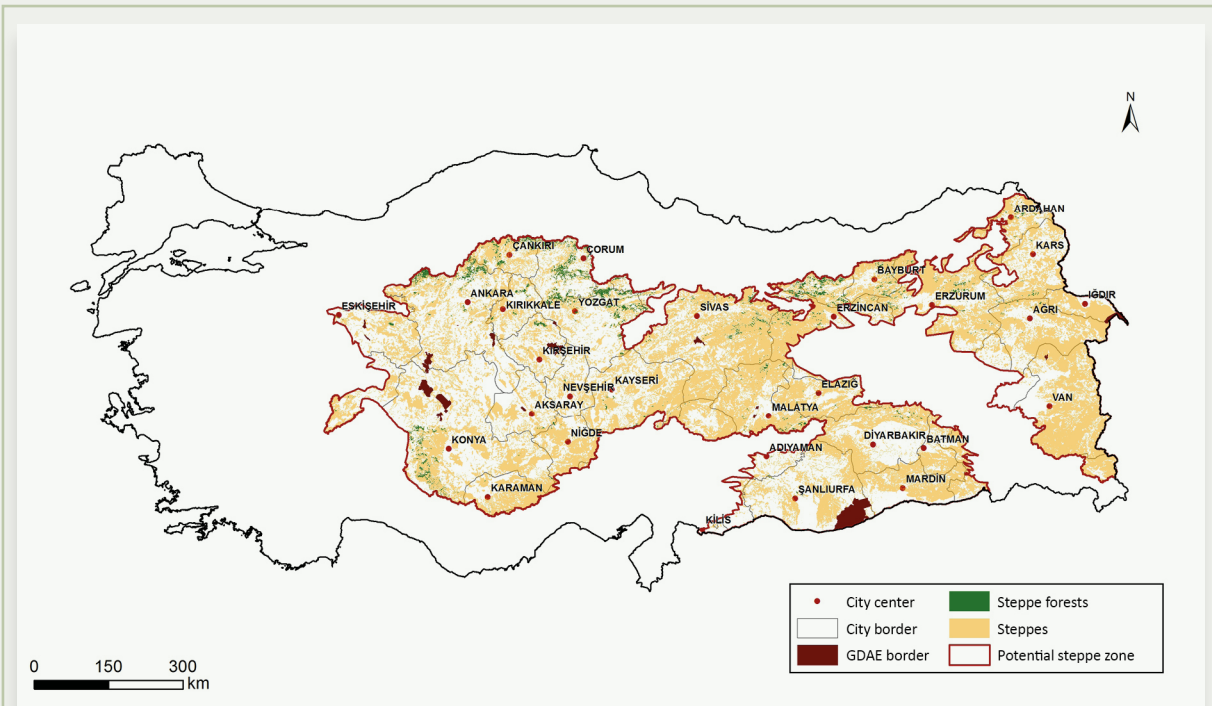 N
ARDAHAN
KARS
ÇANKIRI
ÇORUM
BAYBURT
ANKARA
KIRIKKALE
YOZGAT
ESKİŞEHİR
SİVAS
ERZİNCAN
ERZURUM
IĞDIR
AĞRI
KIRŞEHİR
NEVŞEHİR
KAYSERİ
ELAZIĞ
VAN
AKSARAY
MALATYA
KONYA
NİĞDE
ADIYAMAN
DİYARBAKIR
BATMAN
KARAMAN
ŞANLIURFA
MARDİN
KİLİS
City center
Steppe forests
City border
Steppes
GDAE border
Potential steppe zone
0 150 300
km